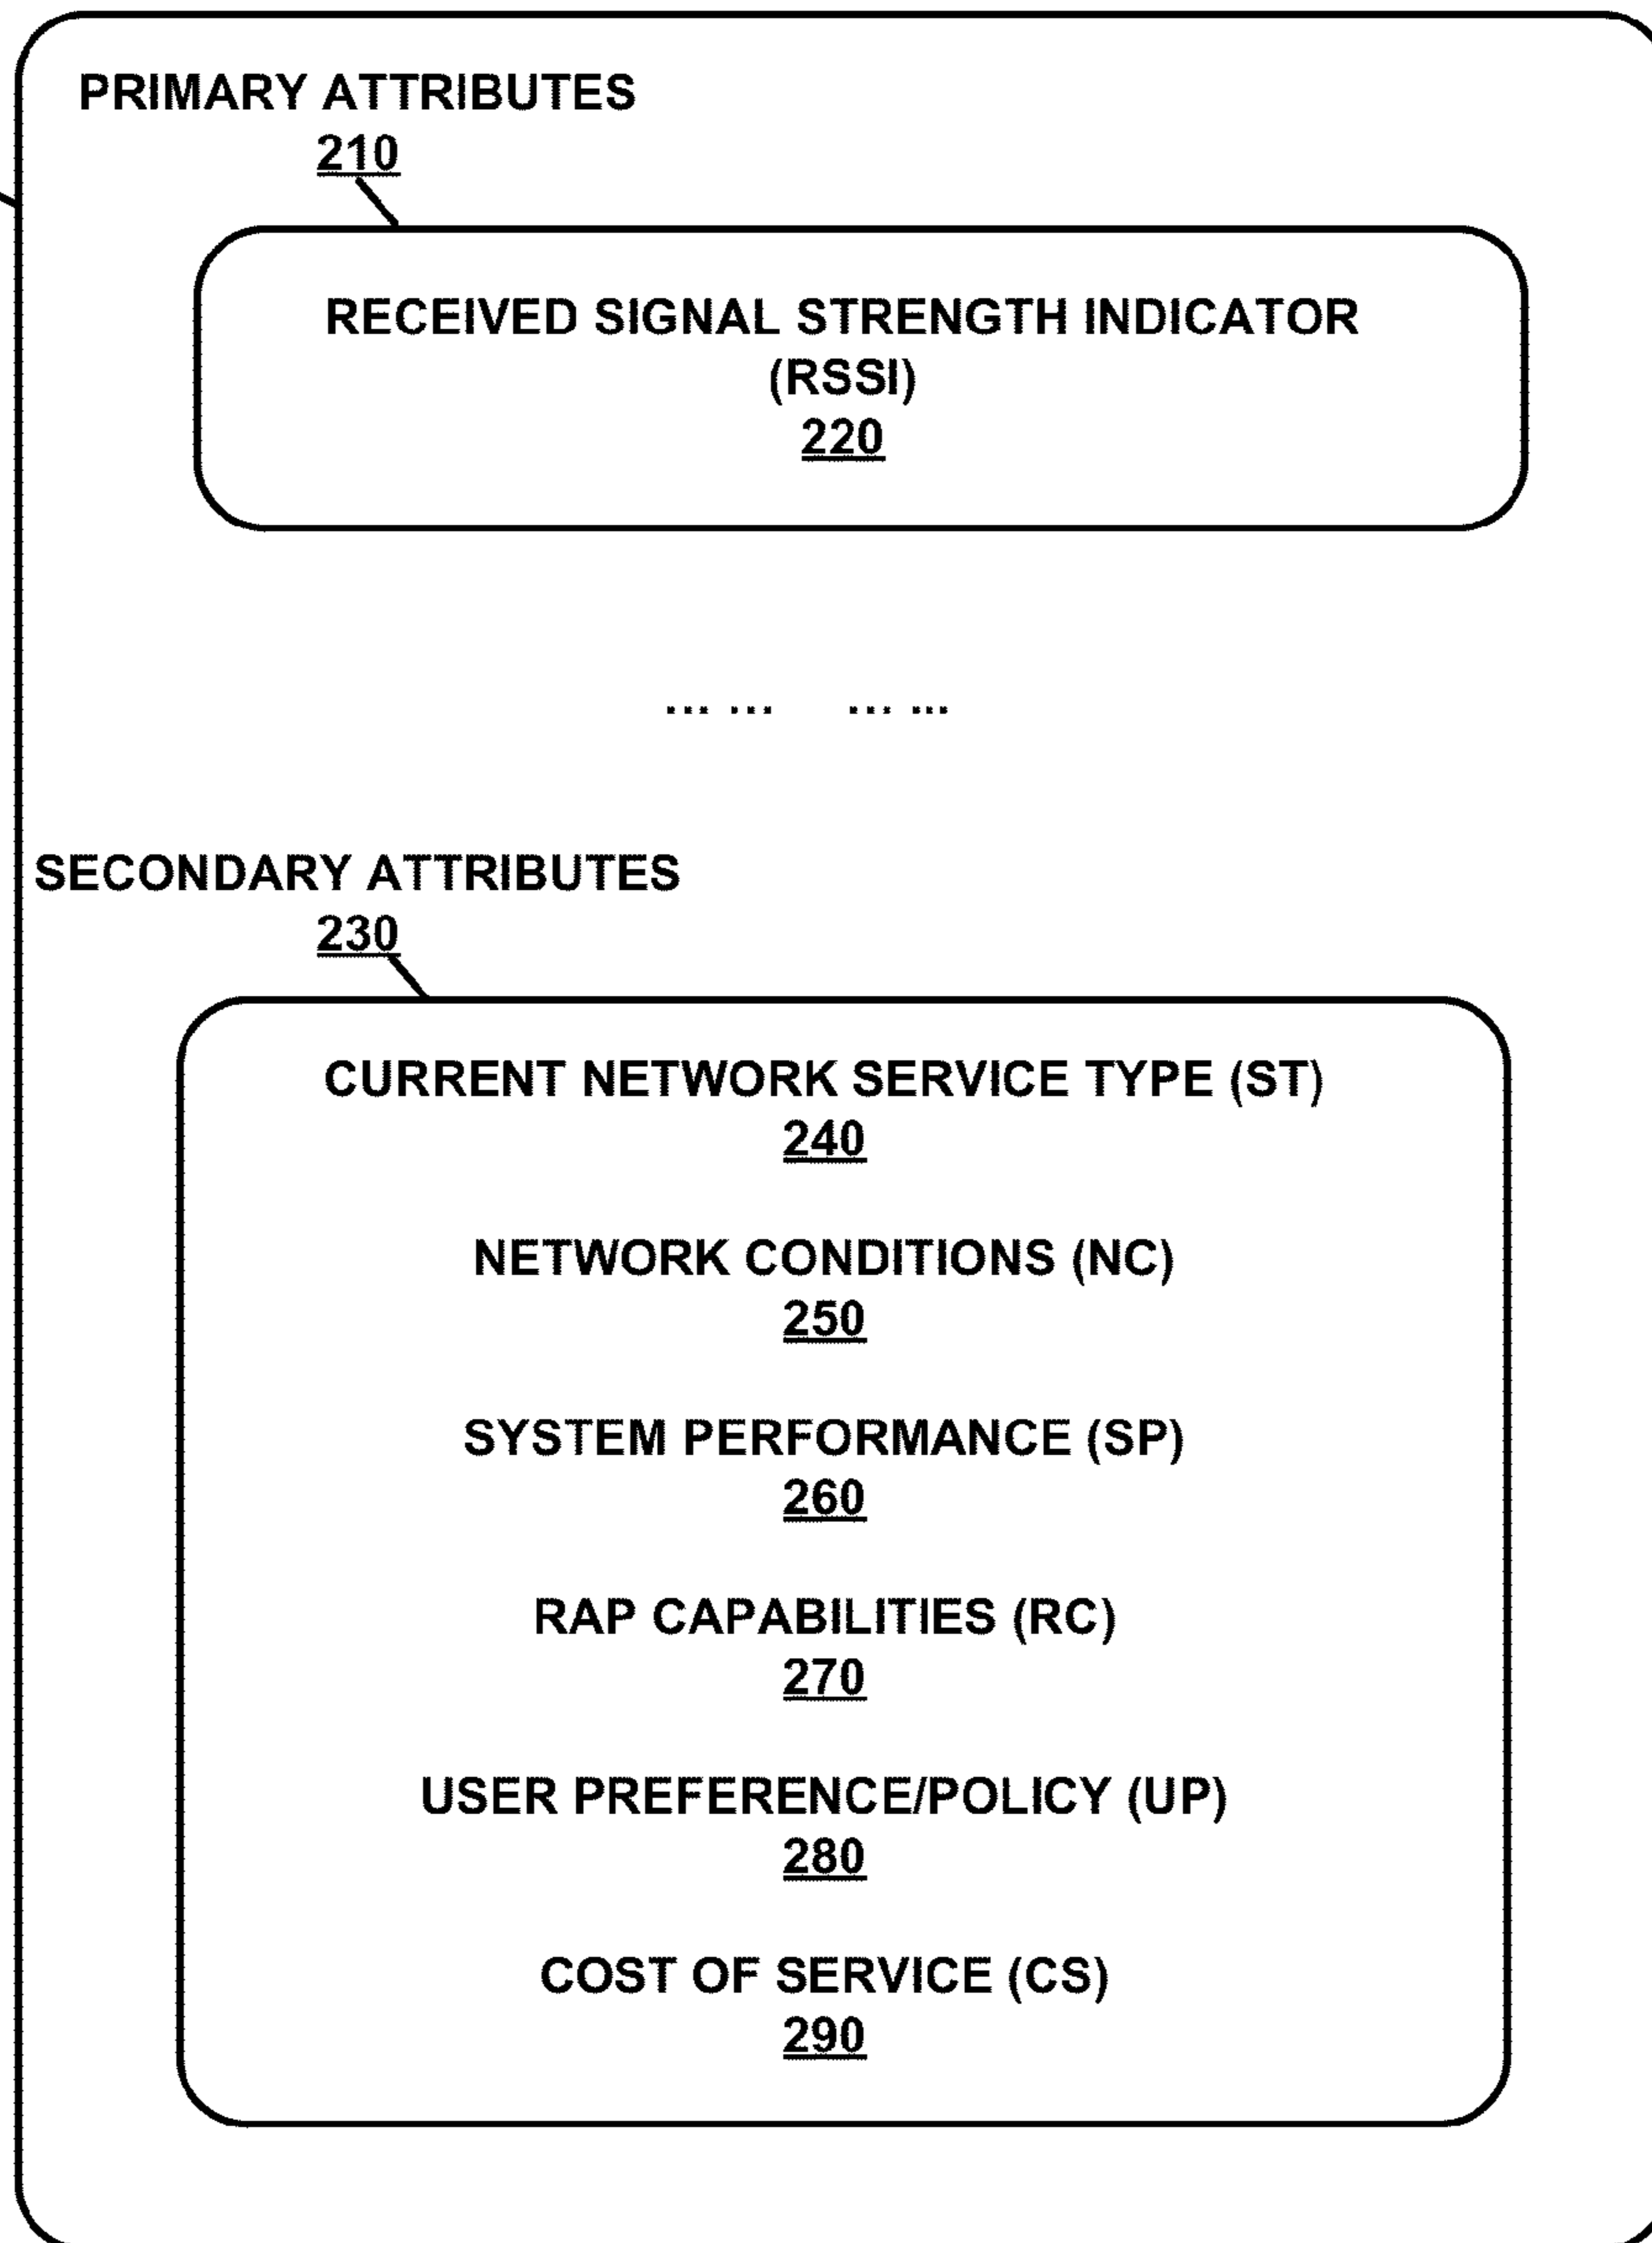 PRIMARY ATTRIBUTES
210
RECEIVED SIGNAL STRENGTH INDICATOR
(RSSI)
220
... ... ... ...
SECONDARY ATTRIBUTES
230
CURRENT NETWORK SERVICE TYPE (ST)
240
NETWORK CONDITIONS (NC)
250
SYSTEM PERFORMANCE (SP)
260
RAP CAPABILITIES (RC)
270
USER PREFERENCE/POLICY (UP)
280
COST OF SERVICE (CS)
290